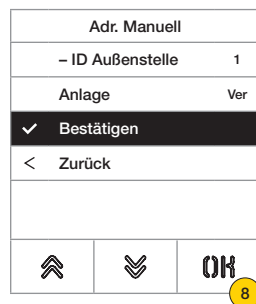 Adr. Manuell
– ID Außenstelle 1
Anlage Ver
Bestätigen
< Zurück
OK
8